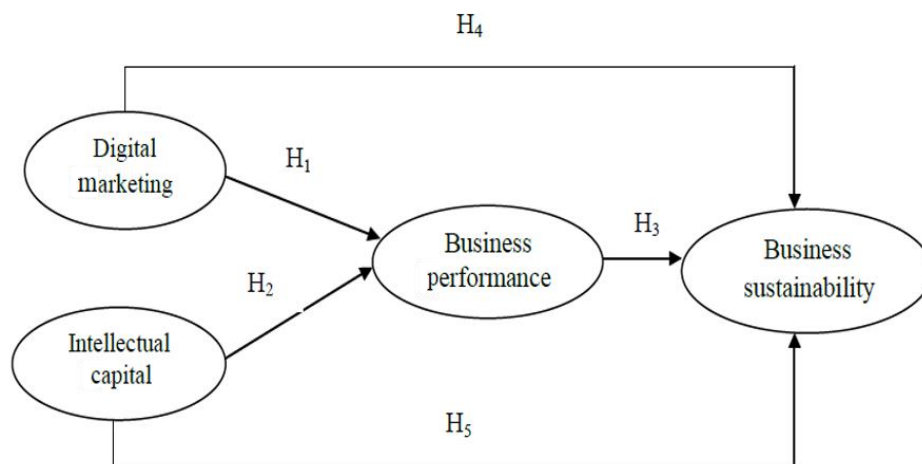 H₄
Digital
marketing
H₁
Business
performance
H₃
Business
sustainability
H₂
Intellectual
capital
H₅